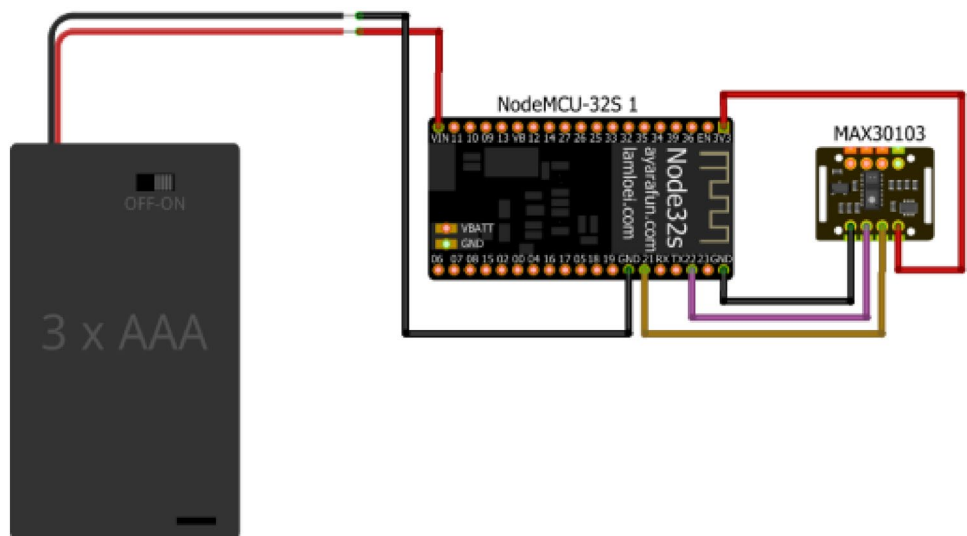 NodeMCU-32S 1
VIN 11 10 09 13 VB 12 14 27 26 25 33 32 35 34 39 36 EN 3V3
MAX30103
Node32s
ayarafun.com
lamloei.com
OFF-ON
VBATT
GND
06 07 08 15 02 00 04 16 17 05 18 19 GND 21 RX TX 22 23 GND
3 x AAA